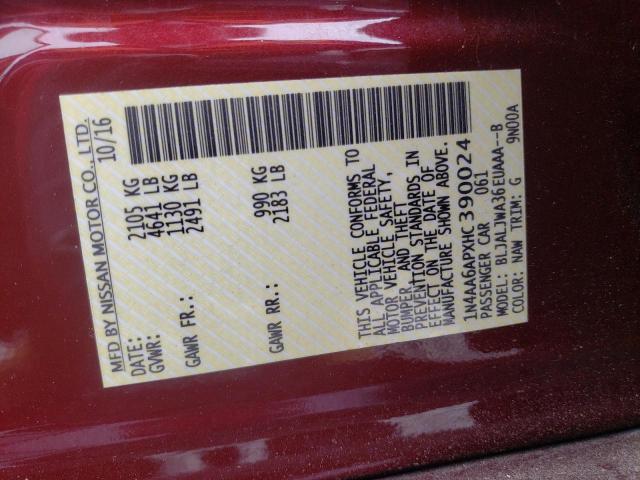 MFD BY NISSAN MOTOR CO., LTD.
DATE: 10/16
GVWR: 2105 KG
4641 LB
GAWR FR.: 1130 KG
2491 LB
GAWR RR.: 990 KG
2183 LB
THIS VEHICLE CONFORMS TO
ALL APPLICABLE FEDERAL
MOTOR VEHICLE SAFETY,
BUMPER, AND THEFT
PREVENTION STANDARDS IN
EFFECT ON THE DATE OF
MANUFACTURE SHOWN ABOVE.
1N4AA6APXHC390024
PASSENGER CAR 061
MODEL: BLJALJWA36EUAAA--B
COLOR: NAW TRIM: G 9N00A